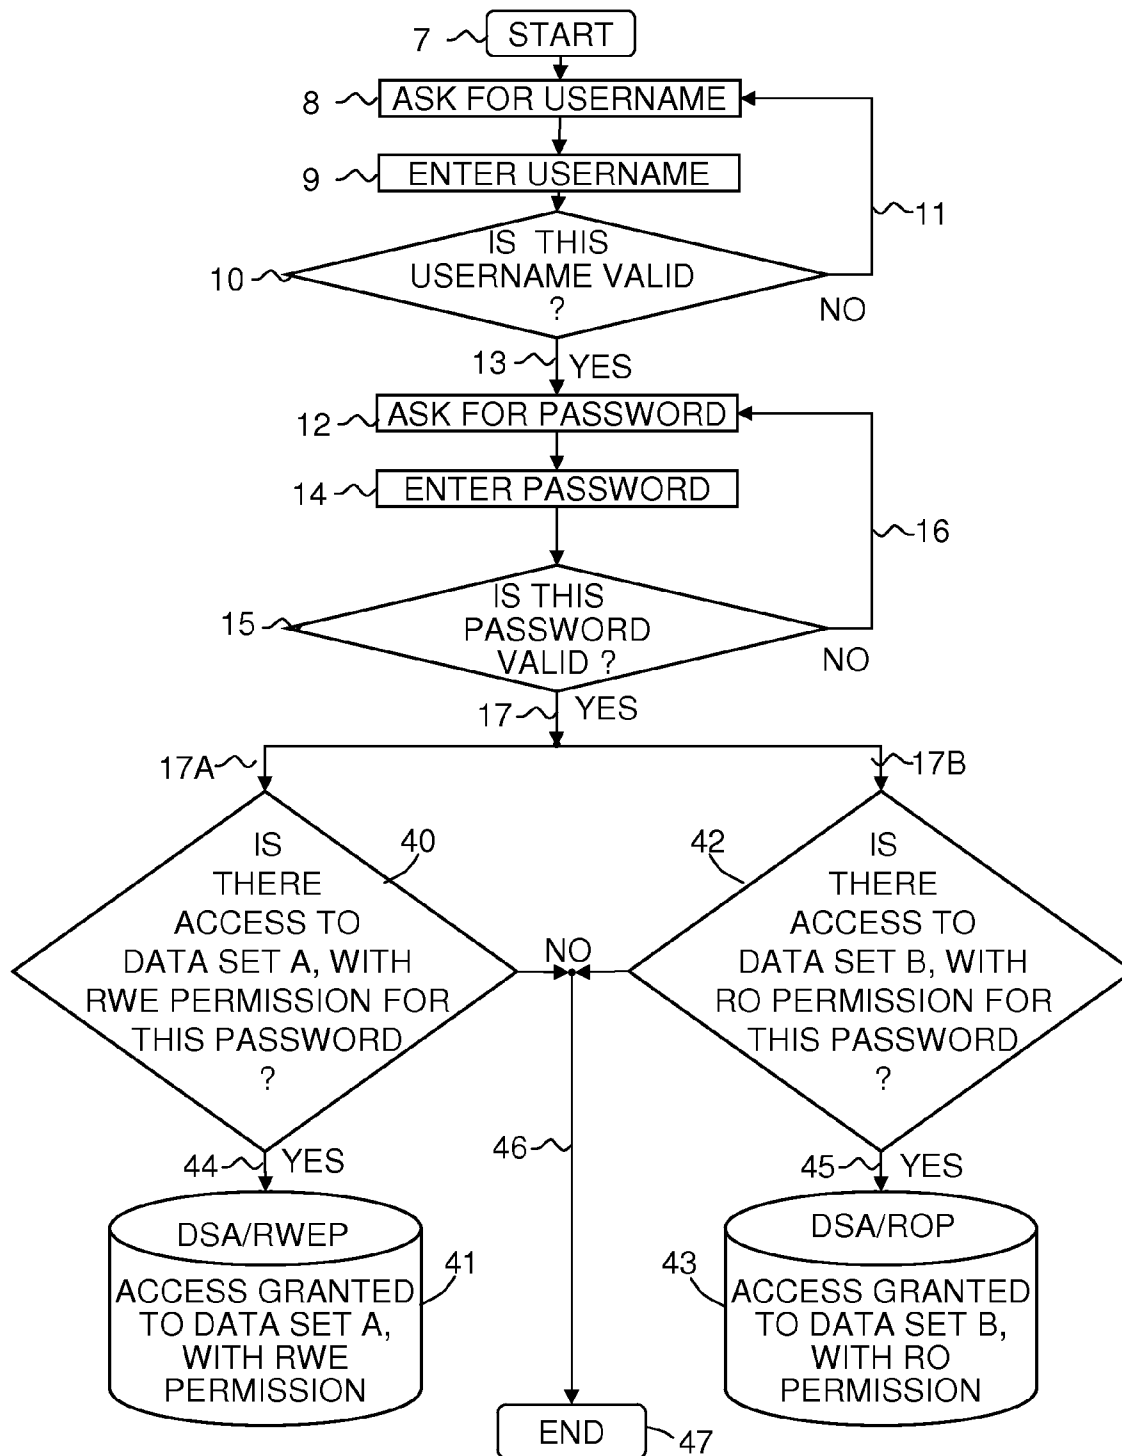 7
START
8
ASK FOR USERNAME
9
ENTER USERNAME
11
10
IS THIS
USERNAME VALID
?
NO
13
YES
12
ASK FOR PASSWORD
14
ENTER PASSWORD
16
15
IS THIS
PASSWORD
VALID ?
NO
17
YES
17A
17B
40
IS
THERE
ACCESS TO
DATA SET A, WITH
RWE PERMISSION FOR
THIS PASSWORD
?
NO
42
IS
THERE
ACCESS TO
DATA SET B, WITH
RO PERMISSION FOR
THIS PASSWORD
?
44
YES
46
45
YES
DSA/RWEP
41
ACCESS GRANTED
TO DATA SET A,
WITH RWE
PERMISSION
DSA/ROP
43
ACCESS GRANTED
TO DATA SET B,
WITH RO
PERMISSION
END
47